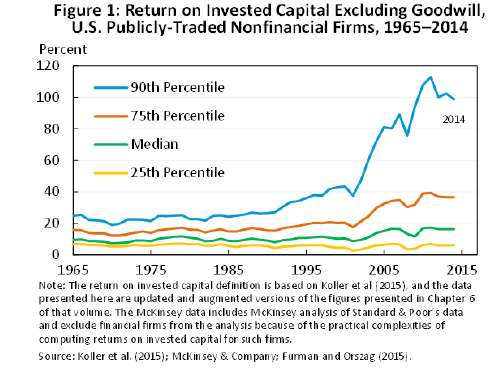 Figure 1: Return on Invested Capital Excluding Goodwill,
U.S. Publicly-Traded Nonfinancial Firms, 1965–2014
Percent
120
100
80
60
40
20
0
90th Percentile
75th Percentile
Median
25th Percentile
2014
1965 1975 1985 1995 2005 2015
Note: The return on invested capital definition is based on Koller et al (2015), and the data
presented here are updated and augmented versions of the figures presented in Chapter 6
of that volume. The McKinsey data includes McKinsey analysis of Standard & Poor's data
and exclude financial firms from the analysis because of the practical complexities of
computing returns on invested capital for such firms.
Source: Koller et al. (2015); McKinsey & Company; Furman and Orszag (2015).